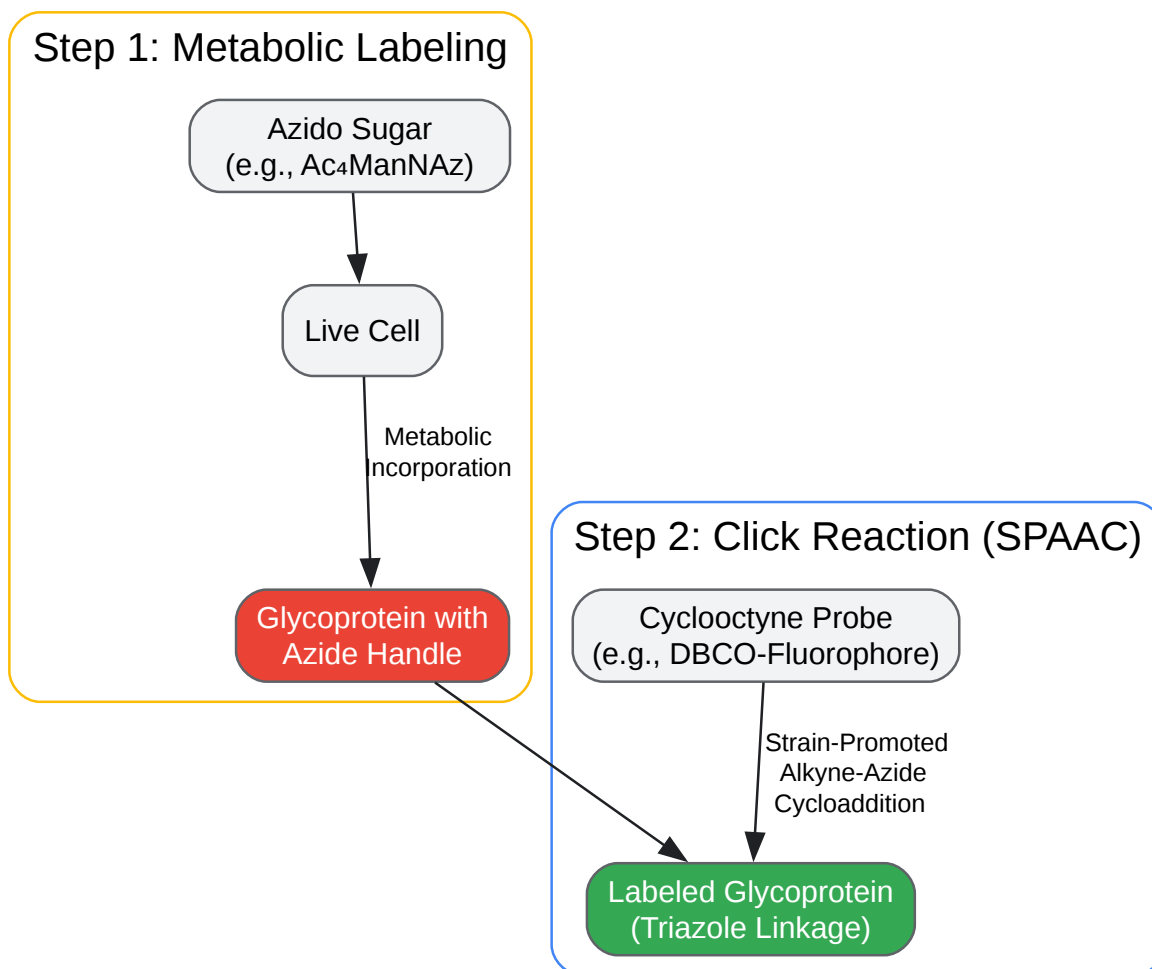 Step 1: Metabolic Labeling
Azido Sugar
(e.g., Ac₄ManNAz)
Live Cell
Metabolic
Incorporation
Glycoprotein with
Azide Handle
Step 2: Click Reaction (SPAAC)
Cyclooctyne Probe
(e.g., DBCO-Fluorophore)
Strain-Promoted
Alkyne-Azide
Cycloaddition
Labeled Glycoprotein
(Triazole Linkage)